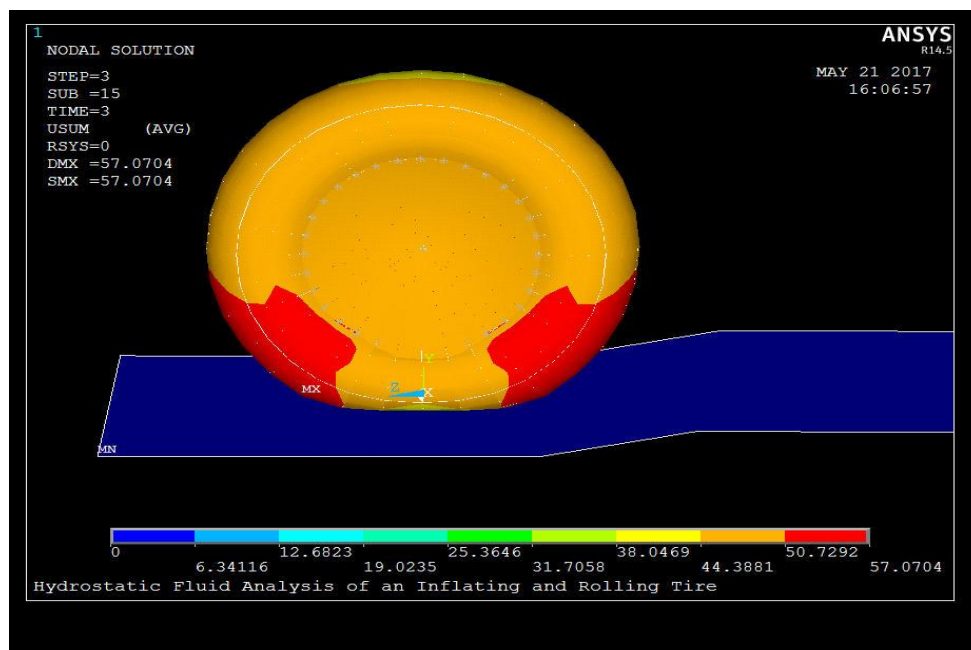 1
ANSYS
R14.5
NODAL SOLUTION
MAY 21 2017
16:06:57
STEP=3
SUB =15
TIME=3
USUM (AVG)
RSYS=0
DMX =57.0704
SMX =57.0704
Y
Z X
MX
MN
0 12.6823 25.3646 38.0469 50.7292
6.34116 19.0235 31.7058 44.3881 57.0704
Hydrostatic Fluid Analysis of an Inflating and Rolling Tire